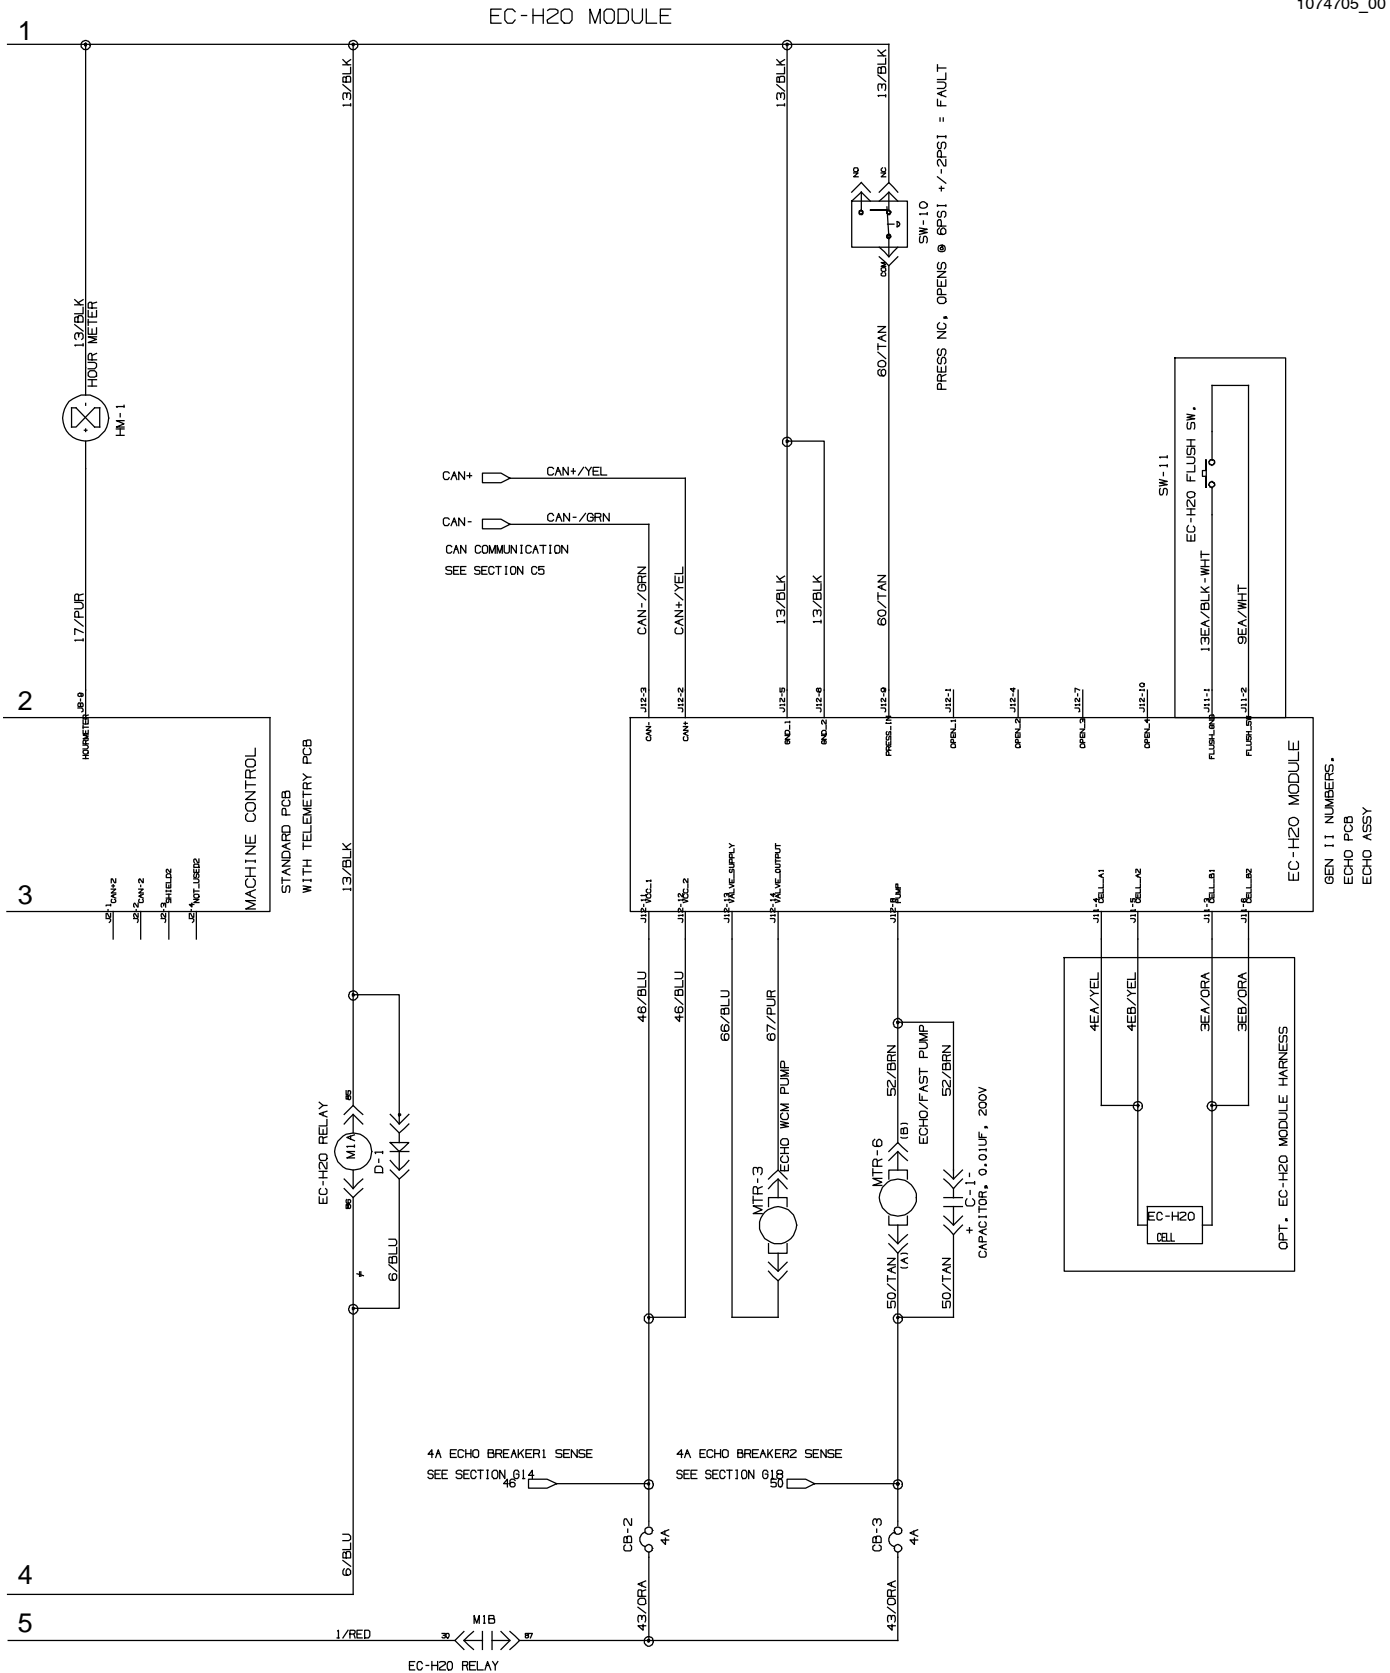 EC-H2O MODULE
1074705_00
1
13/BLK
13/BLK
13/BLK
NO
NC
SW-10
COM
PRESS NC, OPENS @ 6PSI +/-2PSI = FAULT
13/BLK
HOUR METER
HM-1
60/TAN
CAN+
CAN+/YEL
CAN-
CAN-/GRN
CAN COMMUNICATION
SEE SECTION C5
SW-11
EC-H2O FLUSH SW.
17/PUR
CAN-/GRN
CAN+/YEL
13/BLK
13/BLK
60/TAN
13EA/BLK-WHT
9EA/WHT
2
J8-9
HOURMETER
J12-3
CAN-
J12-2
CAN+
J12-5
GND_1
J12-6
GND_2
J12-9
PRESS_IN
J12-1
OPEN_1
J12-4
OPEN_2
J12-7
OPEN_3
J12-10
OPEN_4
J11-1
FLUSH_GND
J11-2
FLUSH_SW
MACHINE CONTROL
STANDARD PCB
WITH TELEMETRY PCB
EC-H2O MODULE
GEN II NUMBERS.
ECHO PCB
ECHO ASSY
3
J2-1
CAN+2
J2-2
CAN-2
J2-3
SHIELD2
J2-4
NOT_USED2
13/BLK
J12-11
VCC_1
J12-12
VCC_2
J12-13
VALVE_SUPPLY
J12-14
VALVE_OUTPUT
J12-8
PUMP
J11-4
CELL_A1
J11-5
CELL_A2
J11-3
CELL_B1
J11-6
CELL_B2
46/BLU
46/BLU
66/BLU
67/PUR
52/BRN
52/BRN
4EA/YEL
4EB/YEL
3EA/ORA
3EB/ORA
EC-H2O RELAY
85
M1A
86
D-1
+
6/BLU
MTR-3
ECHO WCM PUMP
MTR-6
(B)
(A)
ECHO/FAST PUMP
C-1
-
+
CAPACITOR, 0.01UF, 200V
50/TAN
50/TAN
EC-H2O
CELL
OPT. EC-H2O MODULE HARNESS
4A ECHO BREAKER1 SENSE
SEE SECTION G14
46
4A ECHO BREAKER2 SENSE
SEE SECTION G18
50
CB-2
4A
CB-3
4A
6/BLU
43/ORA
43/ORA
4
5
1/RED
30
M1B
87
EC-H2O RELAY